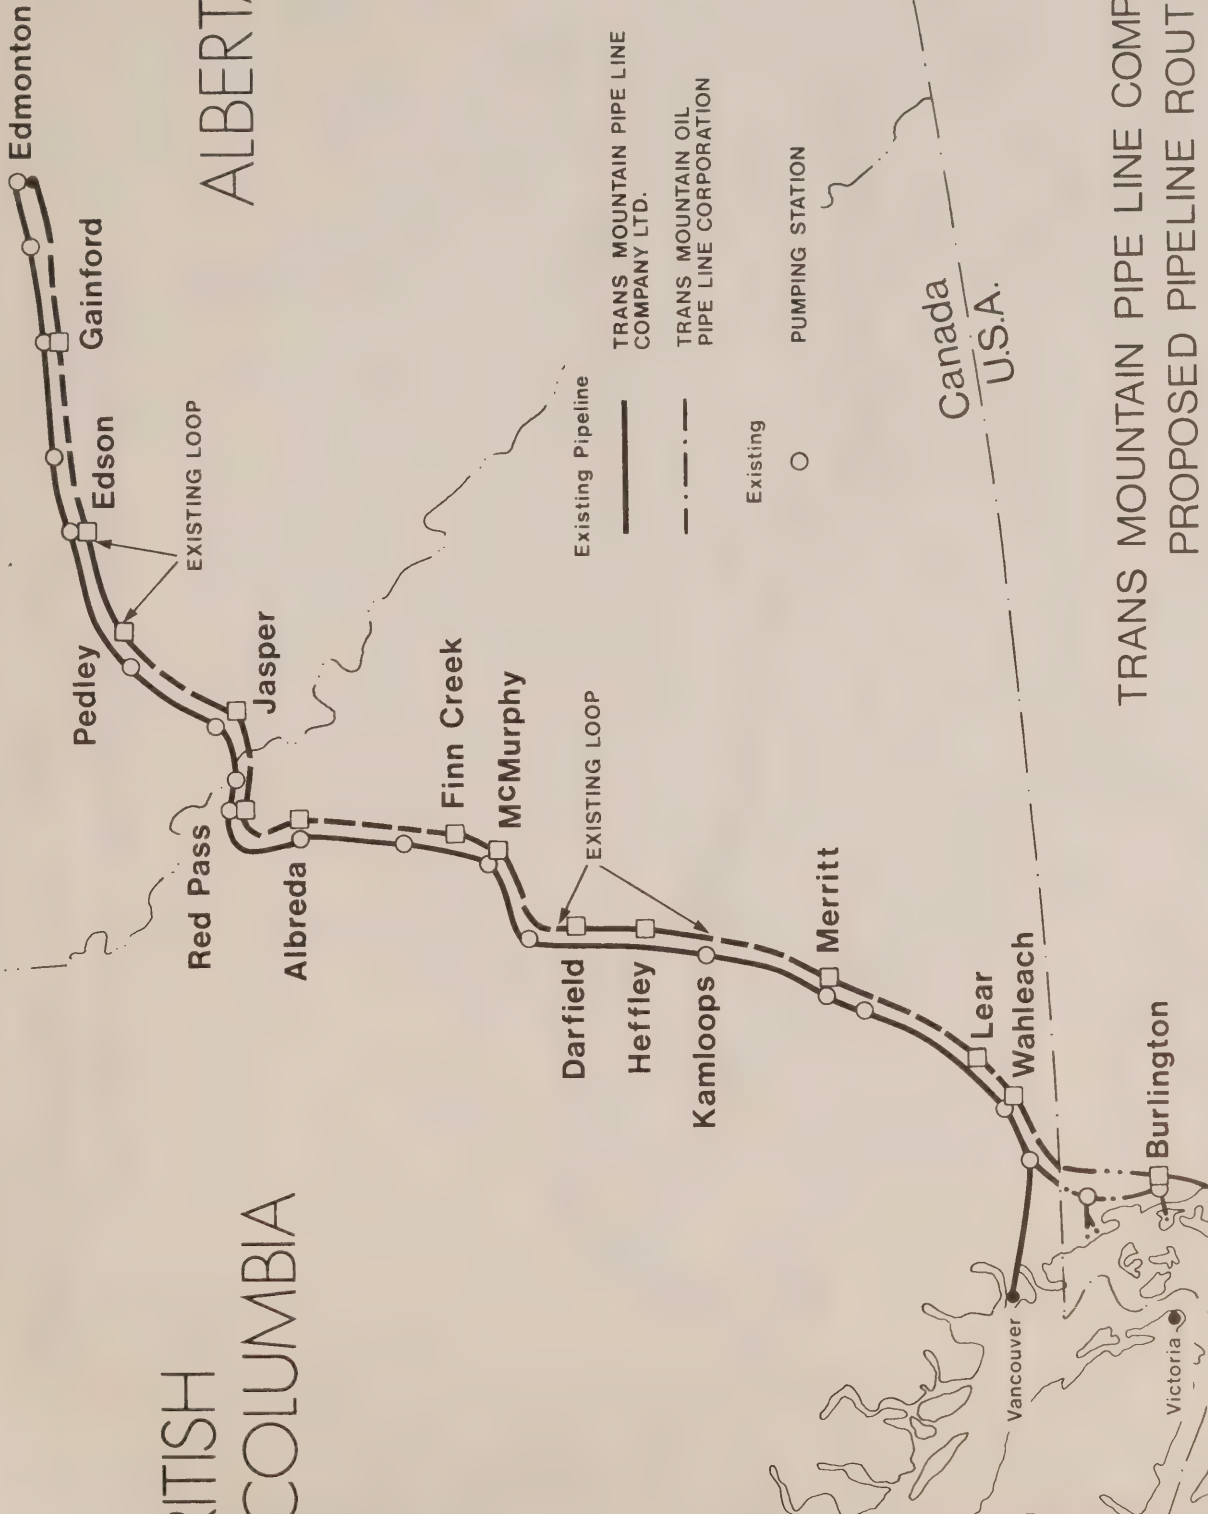 BRITISH
COLUMBIA
ALBERTA
Edmonton
Gainford
Edson
EXISTING LOOP
Pedley
Jasper
Red Pass
Albreda
Finn Creek
McMurphy
EXISTING LOOP
Darfield
Heffley
Kamloops
Merritt
Lear
Wahleach
Burlington
Vancouver
Victoria
Canada
U.S.A.
Existing Pipeline
TRANS MOUNTAIN PIPE LINE
COMPANY LTD.
TRANS MOUNTAIN OIL
PIPE LINE CORPORATION
Existing
PUMPING STATION
TRANS MOUNTAIN PIPE LINE COMP
PROPOSED PIPELINE ROUT